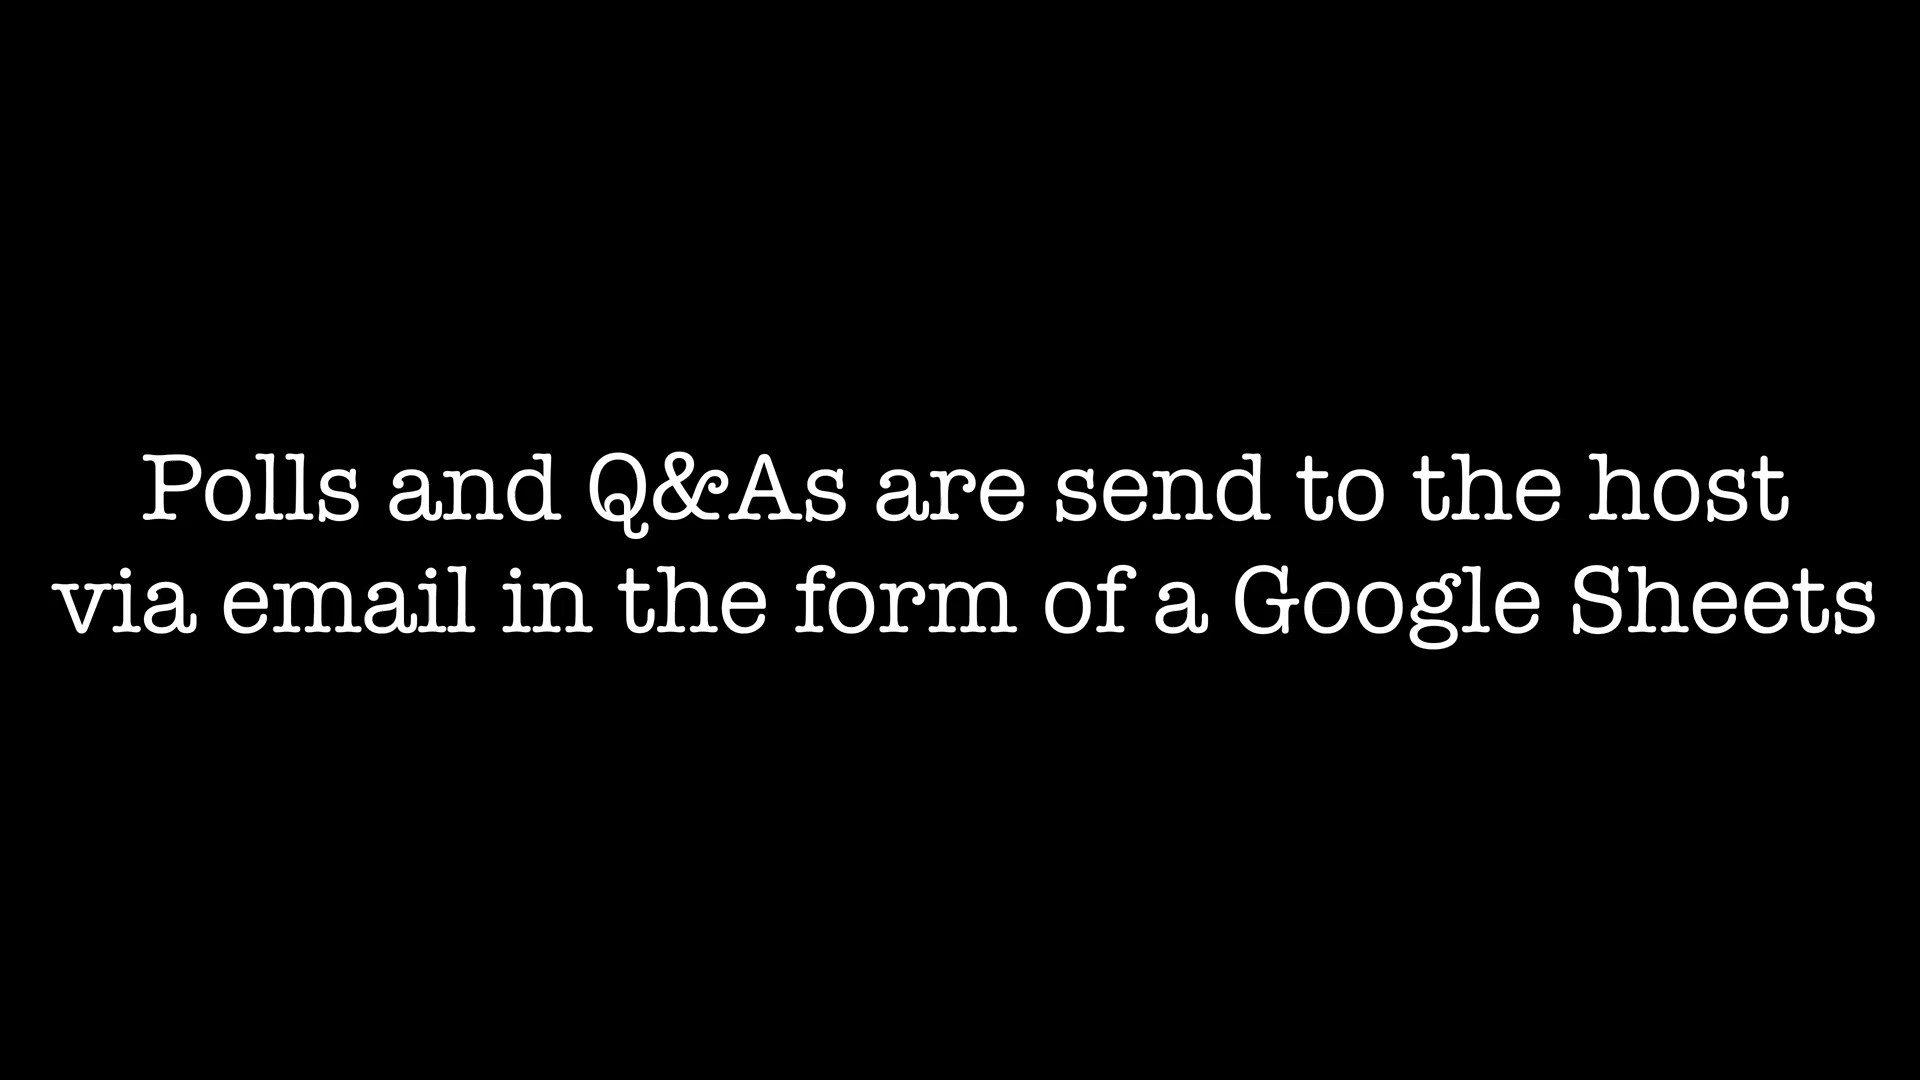 Polls and Q&As are send to the host
via email in the form of a Google Sheets